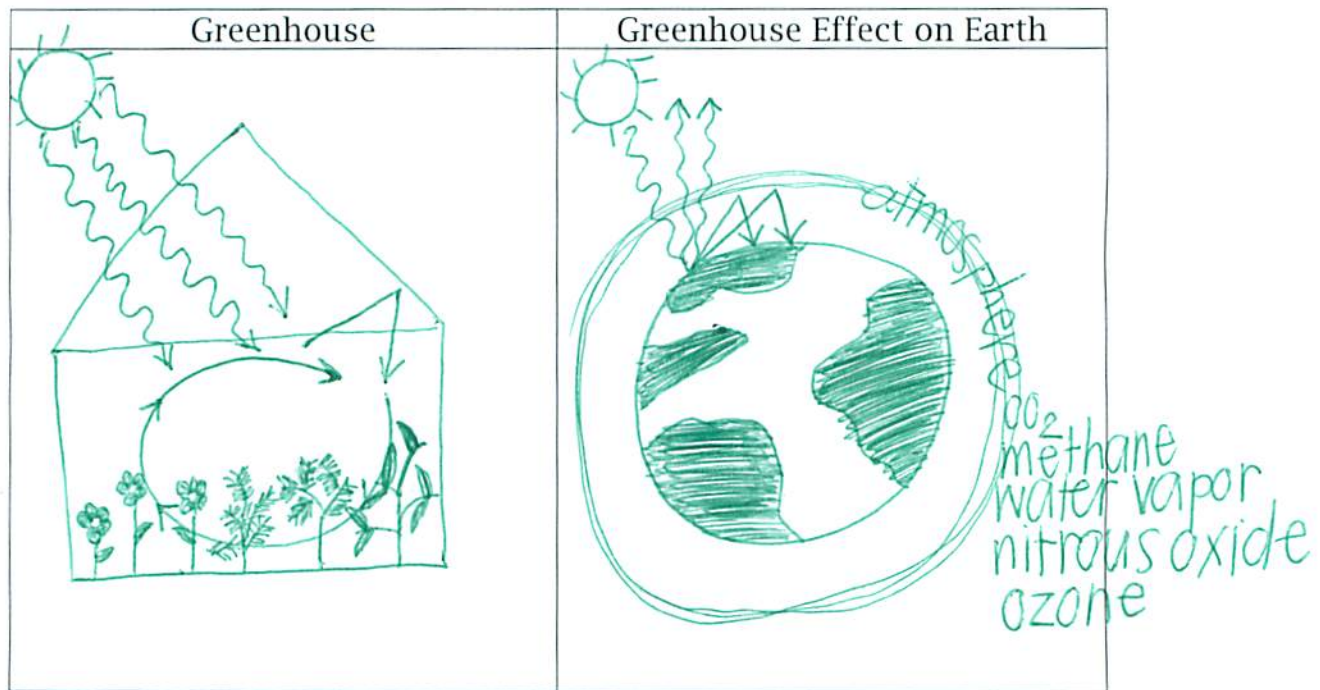 Greenhouse
Greenhouse Effect on Earth
atmosphere
CO2
methane
water vapor
nitrous oxide
ozone